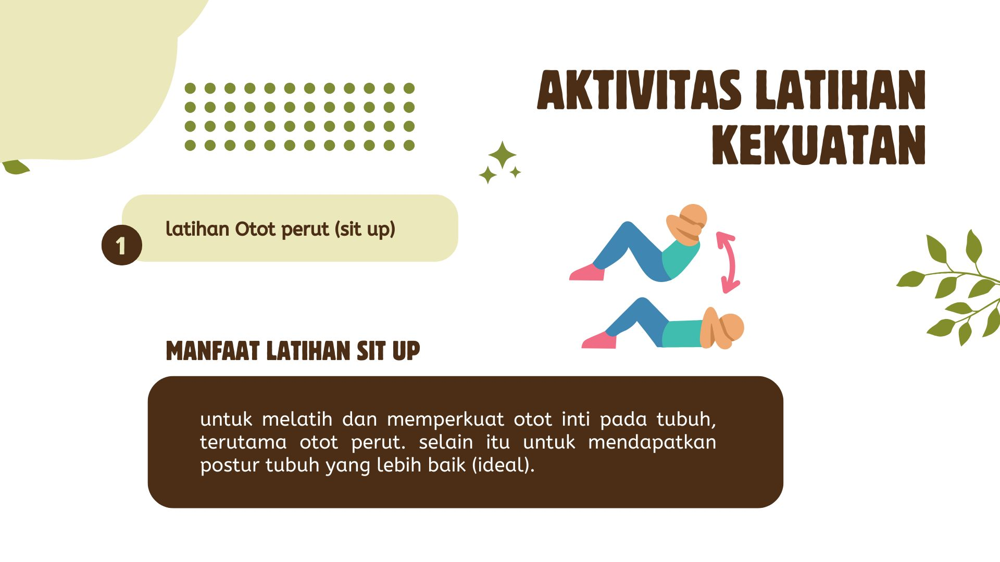 AKTIVITAS LATIHAN
KEKUATAN
1
latihan Otot perut (sit up)
MANFAAT LATIHAN SIT UP
untuk melatih dan memperkuat otot inti pada tubuh,
terutama otot perut. selain itu untuk mendapatkan
postur tubuh yang lebih baik (ideal).